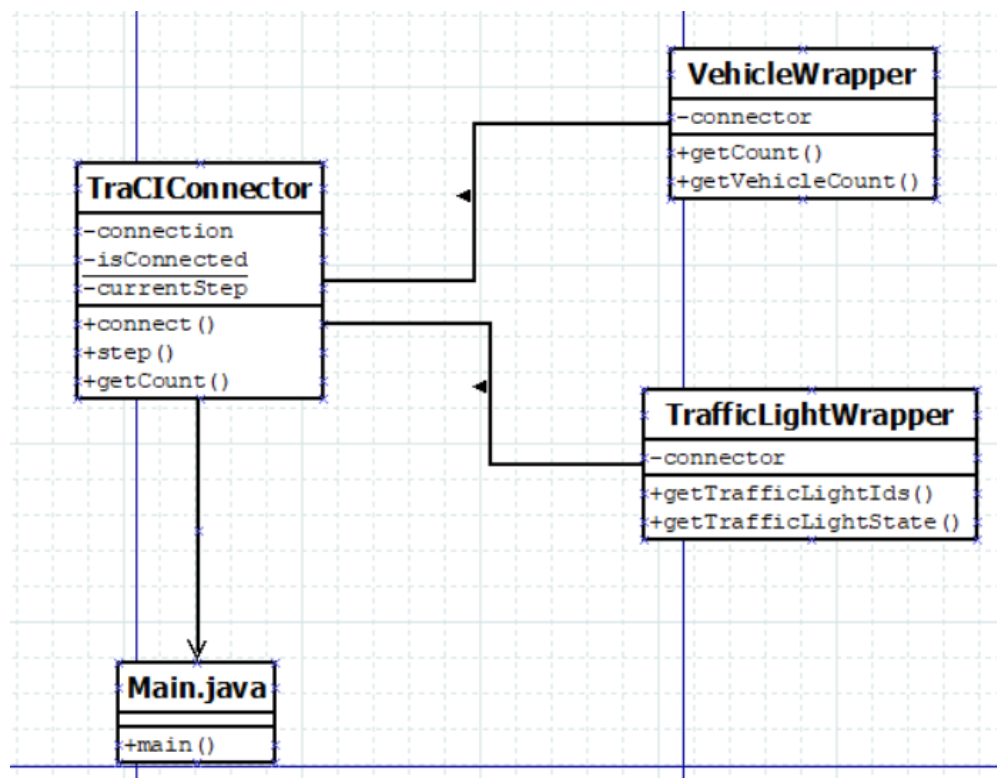 VehicleWrapper
-connector
+getCount()
+getVehicleCount()
TraCIConnector
-connection
-isConnected
-currentStep
+connect()
+step()
+getCount()
TrafficLightWrapper
-connector
+getTrafficLightIds()
+getTrafficLightState()
Main.java
+main()